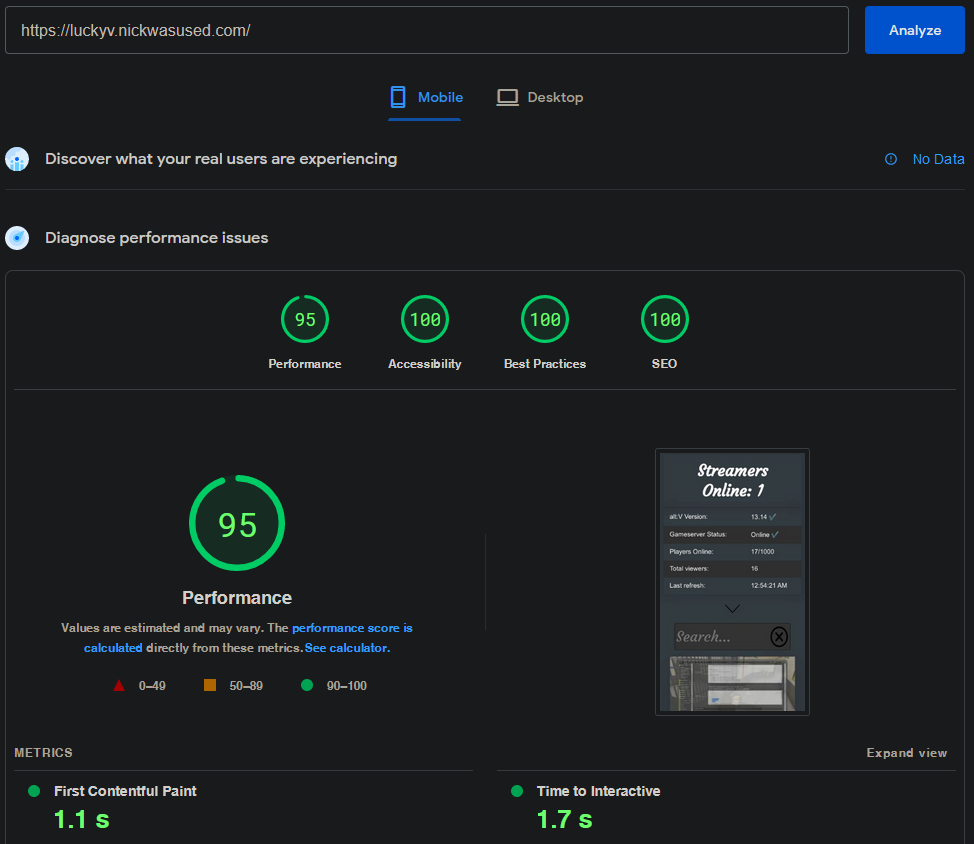 https://luckyv.nickwasused.com/
Analyze
Mobile
Desktop
Discover what your real users are experiencing
No Data
Diagnose performance issues
95
100
100
100
Performance
Accessibility
Best Practices
SEO
95
Performance
Values are estimated and may vary. The performance score is
calculated directly from these metrics. See calculator.
0–49
50–89
90–100
Streamers
Online: 1
alt:V Version: 13.14
Gameserver Status: Online
Players Online: 17/1000
Total viewers: 16
Last refresh: 12:54:21 AM
Search...
METRICS
Expand view
First Contentful Paint
1.1 s
Time to Interactive
1.7 s